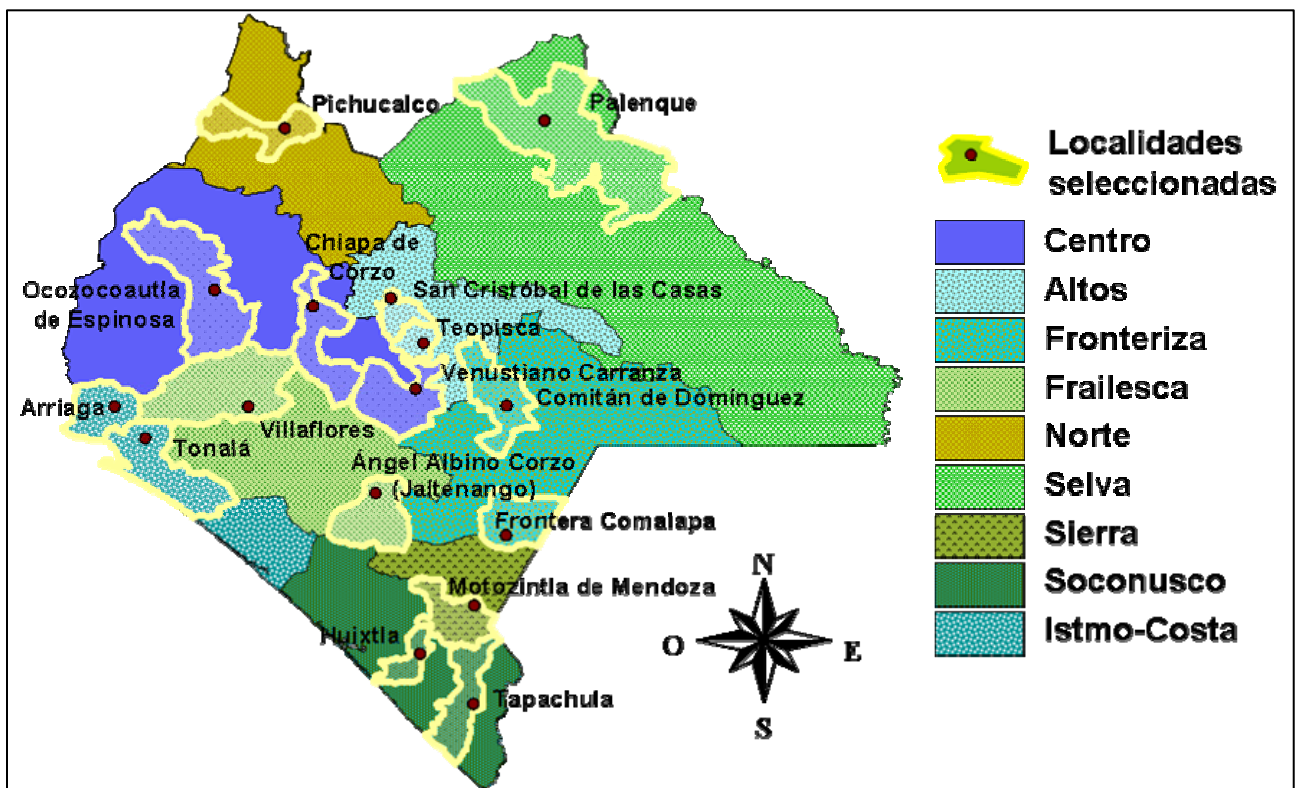 Pichucalco
Palenque
Chiapa de
Corzo
Ocozocoautla
de Espinosa
San Cristóbal de las Casas
Teopisca
Venustiano Carranza
Comitán de Domínguez
Arriaga
Tonalá
Villaflores
Ángel Albino Corzo
(Jaltenango)
Frontera Comalapa
Motozintla de Mendoza
Huixtla
Tapachula
N
O
E
S
Localidades
seleccionadas
Centro
Altos
Fronteriza
Frailesca
Norte
Selva
Sierra
Soconusco
Istmo-Costa